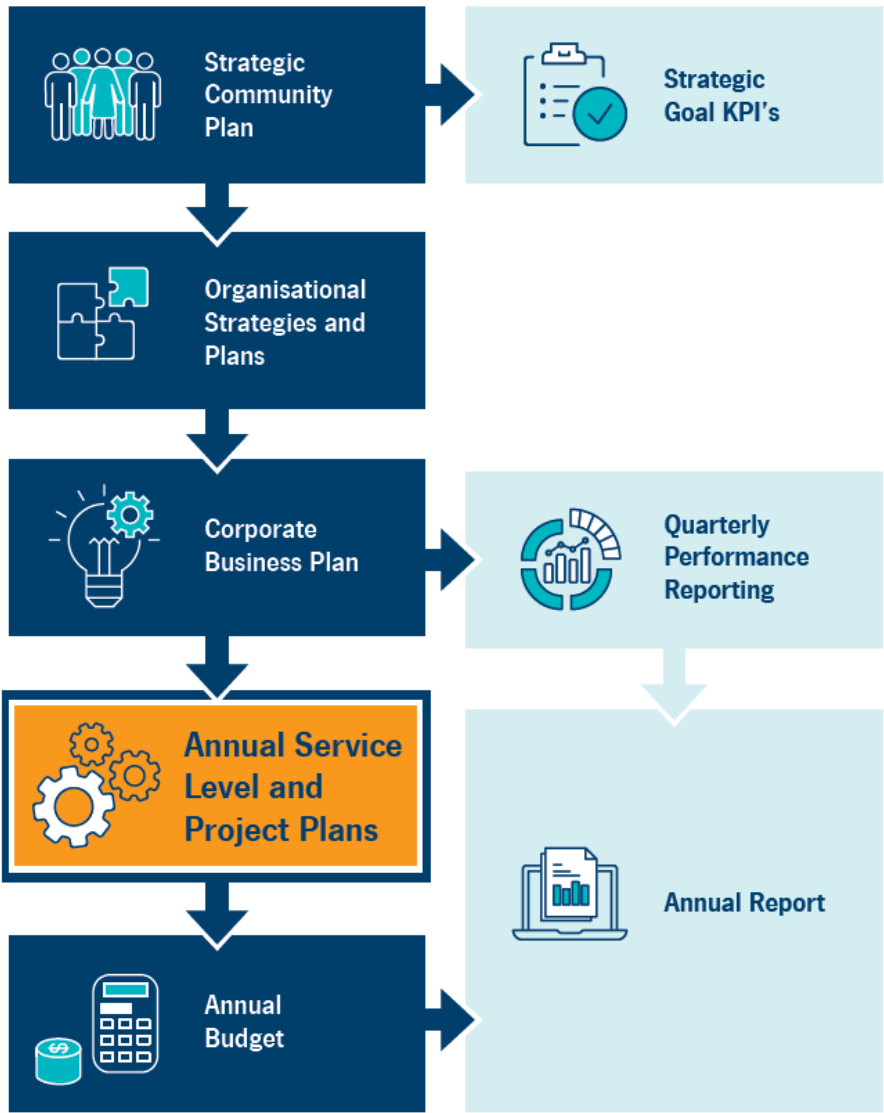 Strategic
Community
Plan
Strategic
Goal KPI's
Organisational
Strategies and
Plans
Corporate
Business Plan
Quarterly
Performance
Reporting
Annual Service
Level and
Project Plans
Annual Report
Annual
Budget
$